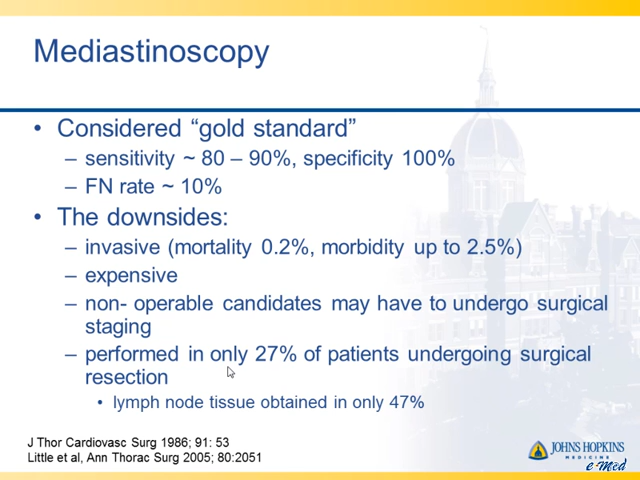 Mediastinoscopy
• Considered “gold standard”
– sensitivity ~ 80 – 90%, specificity 100%
– FN rate ~ 10%
• The downsides:
– invasive (mortality 0.2%, morbidity up to 2.5%)
– expensive
– non- operable candidates may have to undergo surgical
staging
– performed in only 27% of patients undergoing surgical
resection
• lymph node tissue obtained in only 47%
J Thor Cardiovasc Surg 1986; 91: 53
Little et al, Ann Thorac Surg 2005; 80:2051
JOHNS HOPKINS
MEDICINE
e-Med